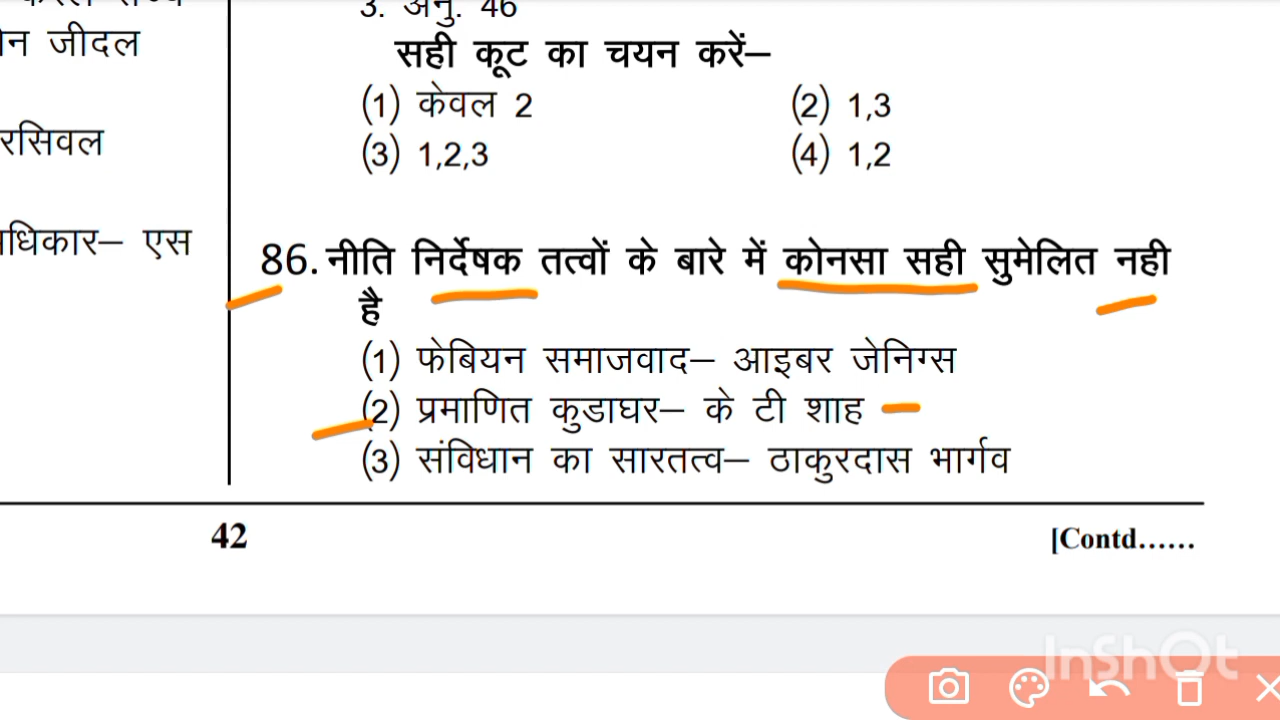 3. अनु. 46
ीन जीदल
सही कूट का चयन करें–
(1) केवल 2 (2) 1,3
रसिवल
(3) 1,2,3 (4) 1,2
धिकार– एस
86. नीति निर्देषक तत्वों के बारे में कोनसा सही सुमेलित नही
है
(1) फेबियन समाजवाद– आइबर जेनिग्स
(2) प्रमाणित कुडाघर– के टी शाह
(3) संविधान का सारतत्व– ठाकुरदास भार्गव
42 [Contd......
InShOt